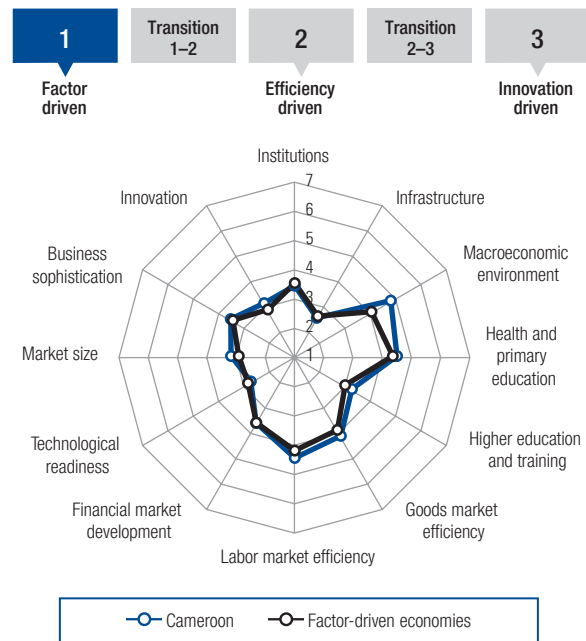 1
Transition
1–2
2
Transition
2–3
3
Factor
driven
Efficiency
driven
Innovation
driven
Institutions
Infrastructure
Macroeconomic
environment
Health and
primary
education
Higher education
and training
Goods market
efficiency
Labor market efficiency
Financial market
development
Technological
readiness
Market size
Business
sophistication
Innovation
7
6
5
4
3
2
1
Cameroon
Factor-driven economies